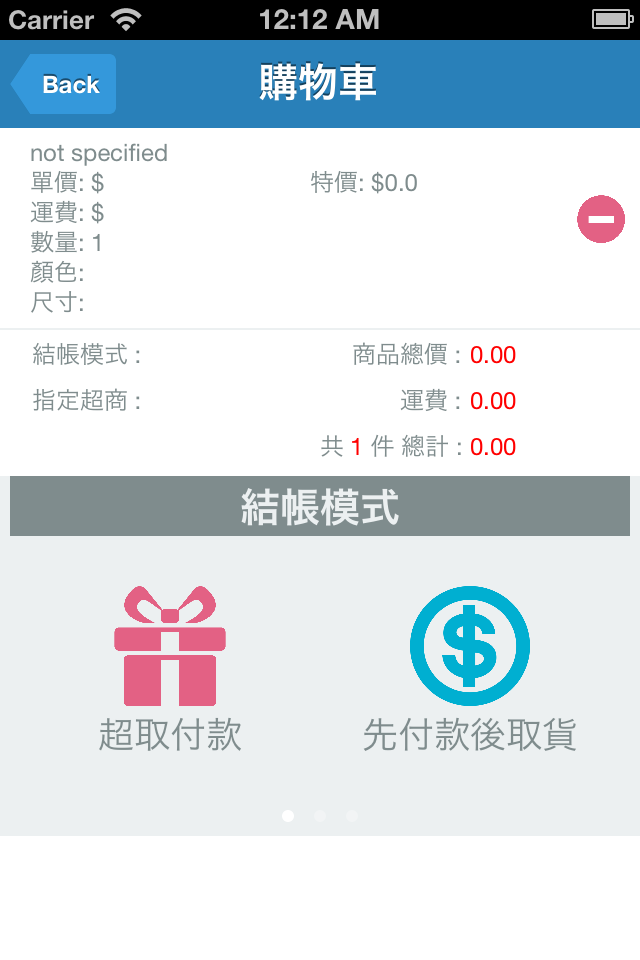 Carrier 12:12 AM
Back 購物車
not specified
單價: $ 特價: $0.0
運費: $
數量: 1
顏色:
尺寸:
結帳模式 : 商品總價 : 0.00
指定超商 : 運費 : 0.00
共 1 件 總計 : 0.00
結帳模式
$
超取付款 先付款後取貨